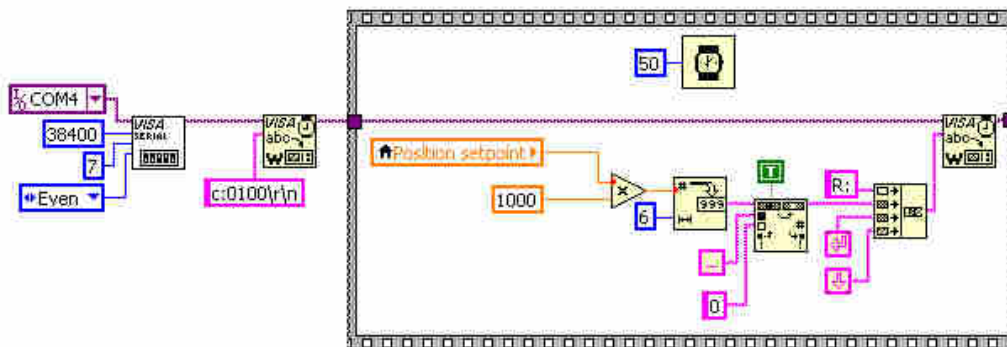 50
I/O COM4
VISA
SERIAL
VISA
abc
W
VISA
abc
W
38400
7
Position setpoint
Even
c:0100\r\n
1000
×
#
999
T
R:
6
#
0